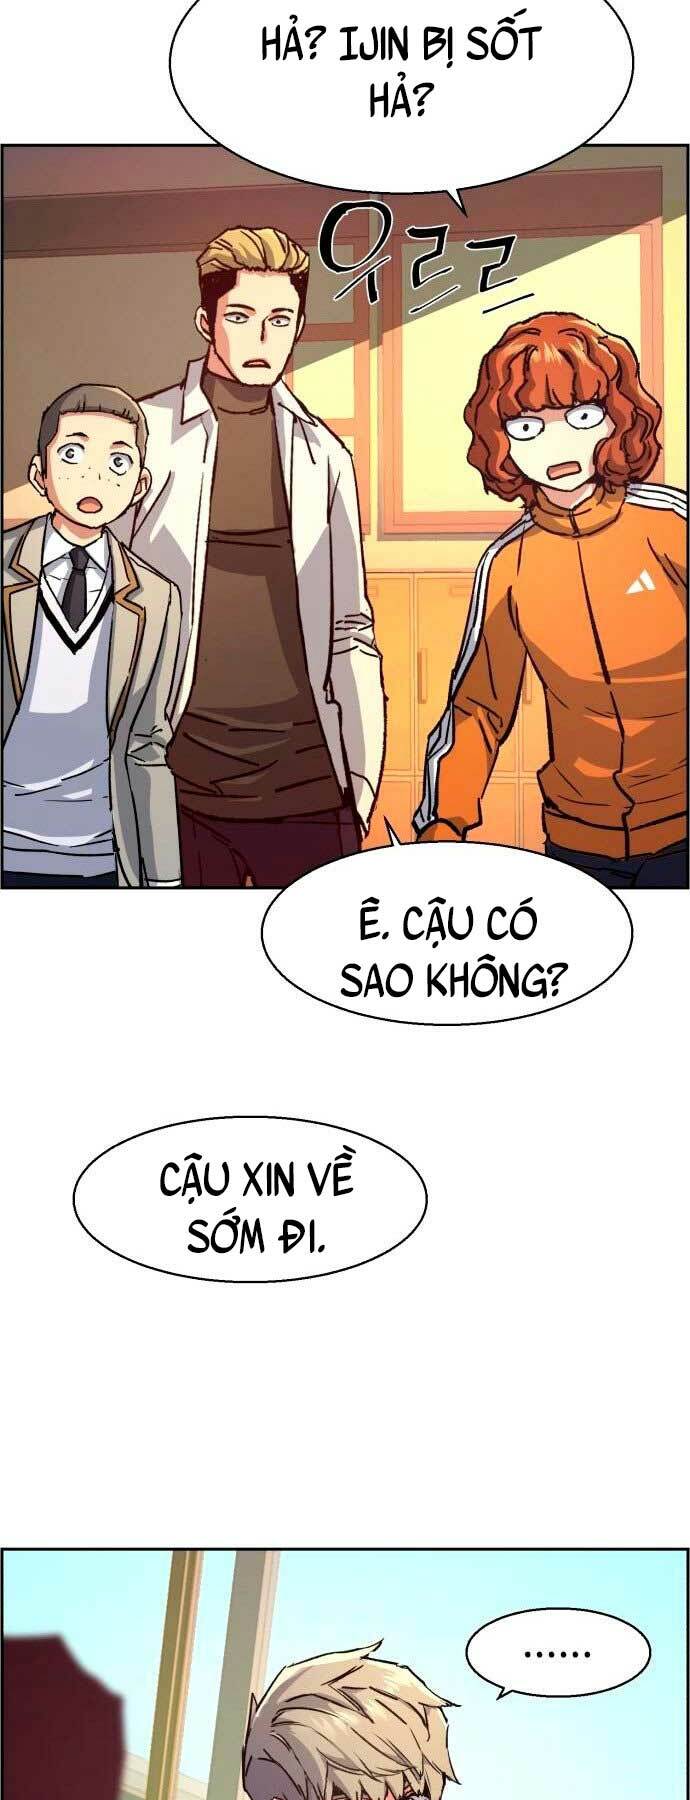 HẢ? IJIN BỊ SỐT
HẢ?
우르르
Ê. CẬU CÓ
SAO KHÔNG?
CẬU XIN VỀ
SỚM ĐI.
......